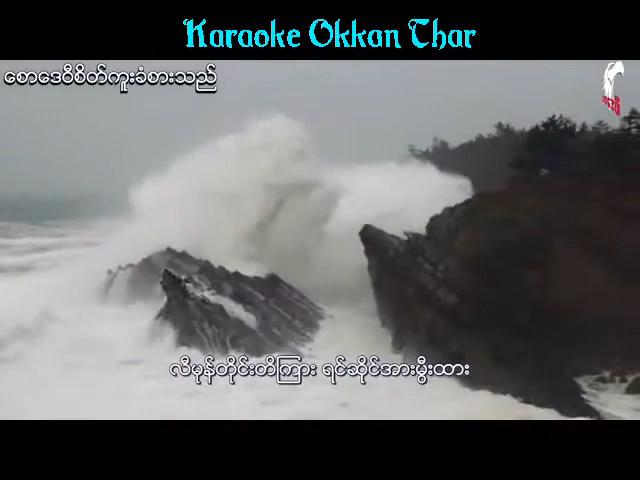 Karaoke Okkan Thar
စောဒေဝီစိတ်ကူးခံစားသည်
လီမုန်တိုင်းတိကြား ရင်ဆိုင်အားမွီးထား